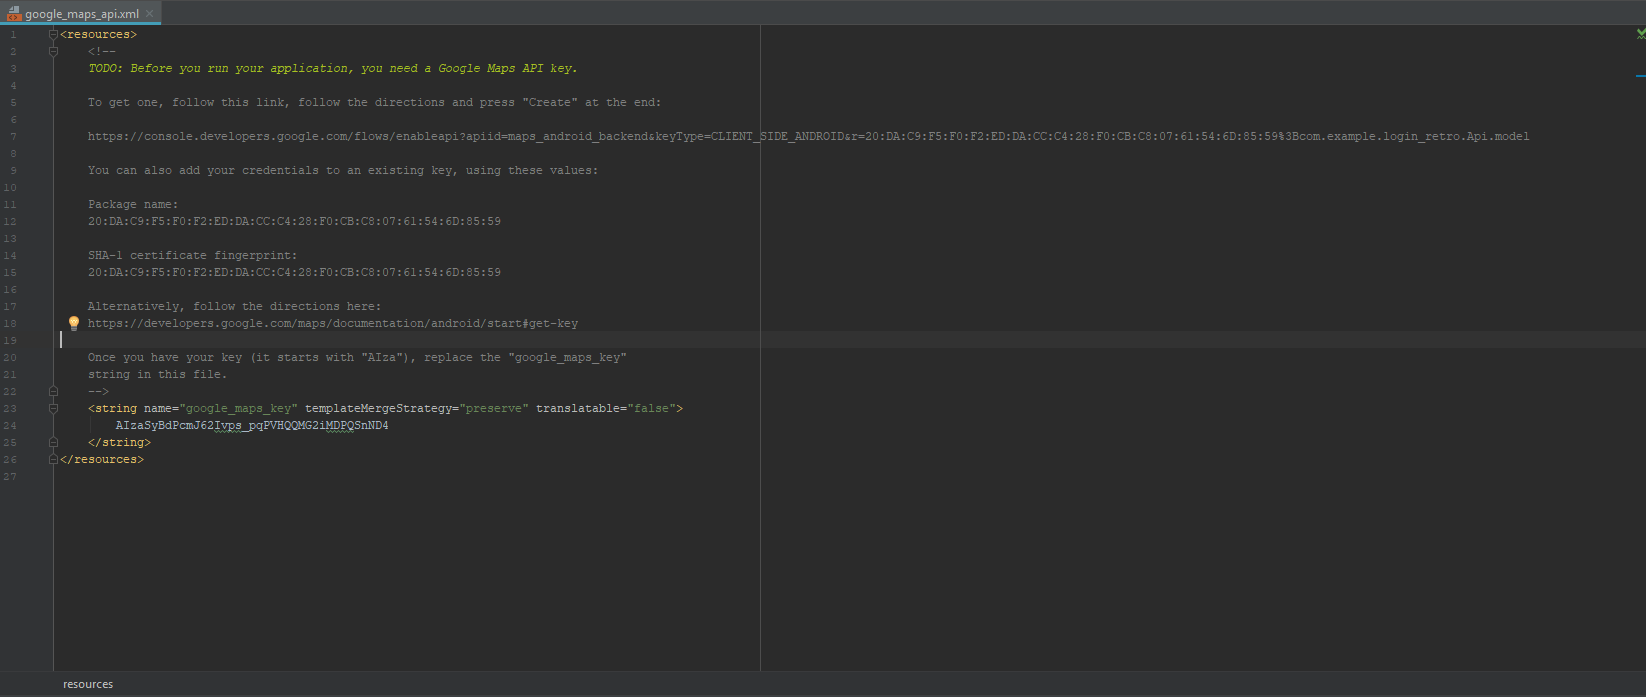 google_maps_api.xml
1 <resources>
2 <!--
3 TODO: Before you run your application, you need a Google Maps API key.
4
5 To get one, follow this link, follow the directions and press "Create" at the end:
6
7 https://console.developers.google.com/flows/enableapi?apiid=maps_android_backend&keyType=CLIENT_SIDE_ANDROID&r=20:DA:C9:F5:F0:F2:ED:DA:CC:C4:28:F0:CB:C8:07:61:54:6D:85:59%3Bcom.example.login_retro.Api.model
8
9 You can also add your credentials to an existing key, using these values:
10
11 Package name:
12 20:DA:C9:F5:F0:F2:ED:DA:CC:C4:28:F0:CB:C8:07:61:54:6D:85:59
13
14 SHA-1 certificate fingerprint:
15 20:DA:C9:F5:F0:F2:ED:DA:CC:C4:28:F0:CB:C8:07:61:54:6D:85:59
16
17 Alternatively, follow the directions here:
18 https://developers.google.com/maps/documentation/android/start#get-key
19
20 Once you have your key (it starts with "AIza"), replace the "google_maps_key"
21 string in this file.
22 -->
23 <string name="google_maps_key" templateMergeStrategy="preserve" translatable="false">
24 AIzaSyBdPcmJ62Ivps_pqPVHQQMG2iMDPQSnND4
25 </string>
26 </resources>
27
resources